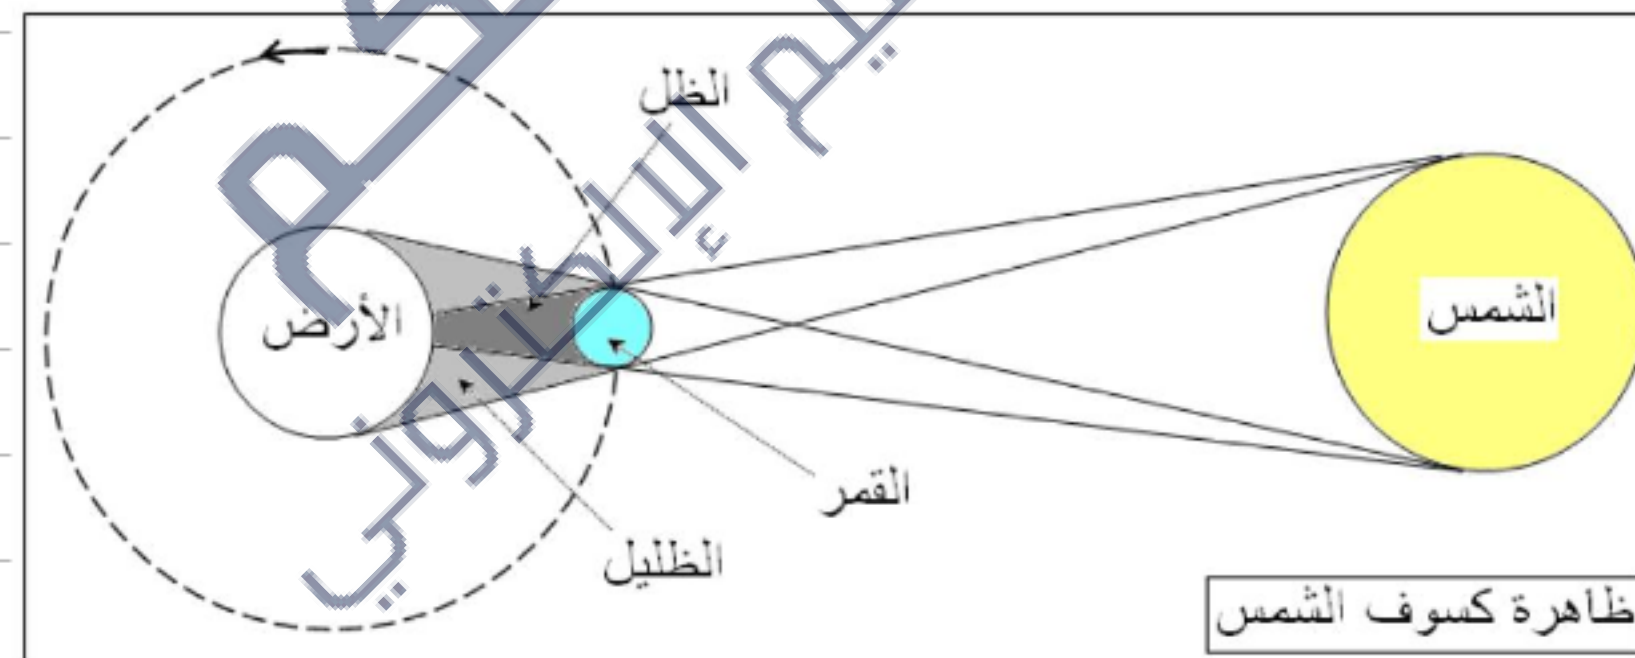 الظل
الشمس
الأرض
القمر
الظليل
ظاهرة كسوف الشمس